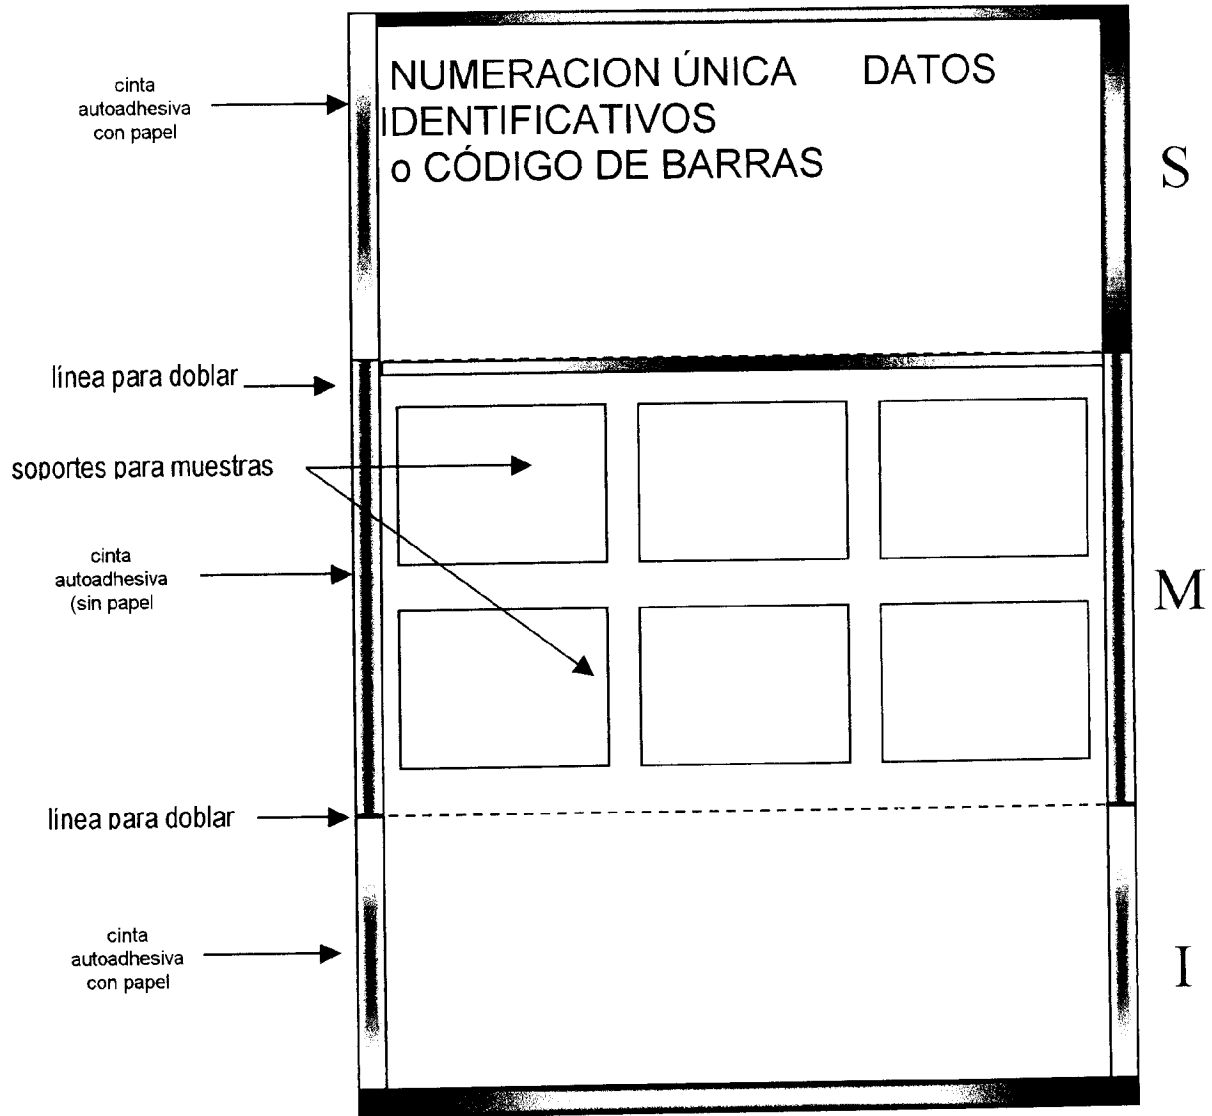 NUMERACION ÚNICA DATOS
IDENTIFICATIVOS
o CÓDIGO DE BARRAS
cinta
autoadhesiva
con papel
S
línea para doblar
soportes para muestras
cinta
autoadhesiva
(sin papel
M
línea para doblar
cinta
autoadhesiva
con papel
I